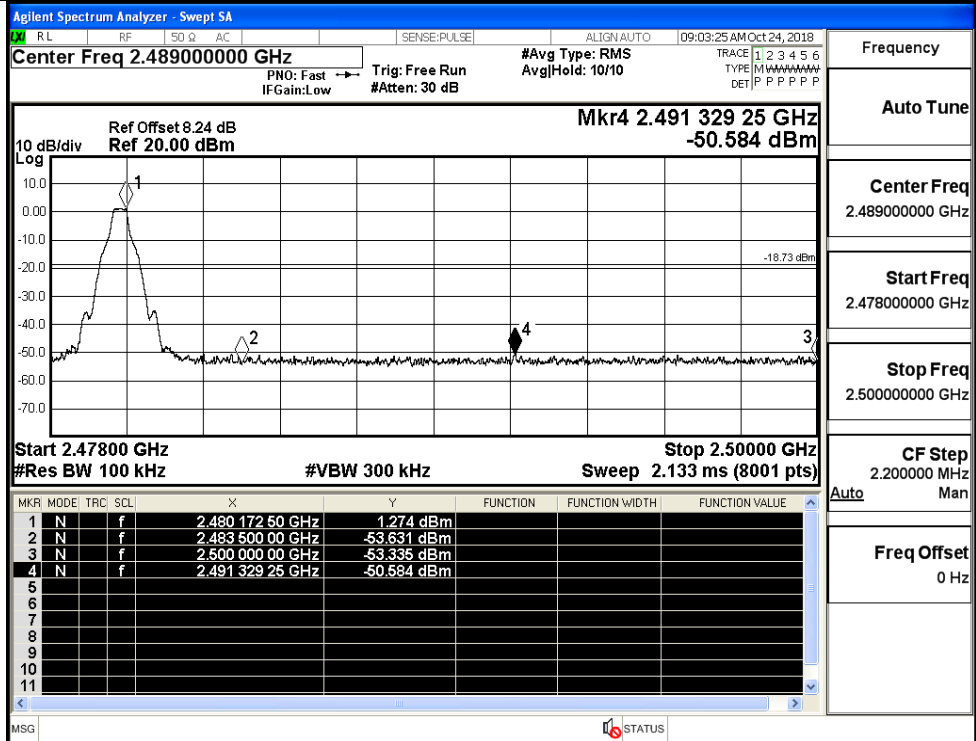 Agilent Spectrum Analyzer - Swept SA
LXI RL RF 50 Ω AC SENSE:PULSE ALIGNAUTO 09:03:25 AM Oct 24, 2018
Center Freq 2.489000000 GHz
PNO: Fast
IFGain:Low
Trig: Free Run
#Atten: 30 dB
#Avg Type: RMS
Avg|Hold: 10/10
TRACE 1 2 3 4 5 6
TYPE M WWWWW
DET P P P P P P
Mkr4 2.491 329 25 GHz
-50.584 dBm
Ref Offset 8.24 dB
10 dB/div Ref 20.00 dBm
Log
10.0
0.00
-10.0
-20.0
-30.0
-40.0
-50.0
-60.0
-70.0
1
2
3
4
-18.73 dBm
Start 2.47800 GHz Stop 2.50000 GHz
#Res BW 100 kHz #VBW 300 kHz Sweep 2.133 ms (8001 pts)
MKR MODE TRC SCL X Y FUNCTION FUNCTION WIDTH FUNCTION VALUE
1 N f 2.480 172 50 GHz 1.274 dBm
2 N f 2.483 500 00 GHz -53.631 dBm
3 N f 2.500 000 00 GHz -53.335 dBm
4 N f 2.491 329 25 GHz -50.584 dBm
5
6
7
8
9
10
11
MSG STATUS
Frequency
Auto Tune
Center Freq
2.489000000 GHz
Start Freq
2.478000000 GHz
Stop Freq
2.500000000 GHz
CF Step
2.200000 MHz
Auto Man
Freq Offset
0 Hz